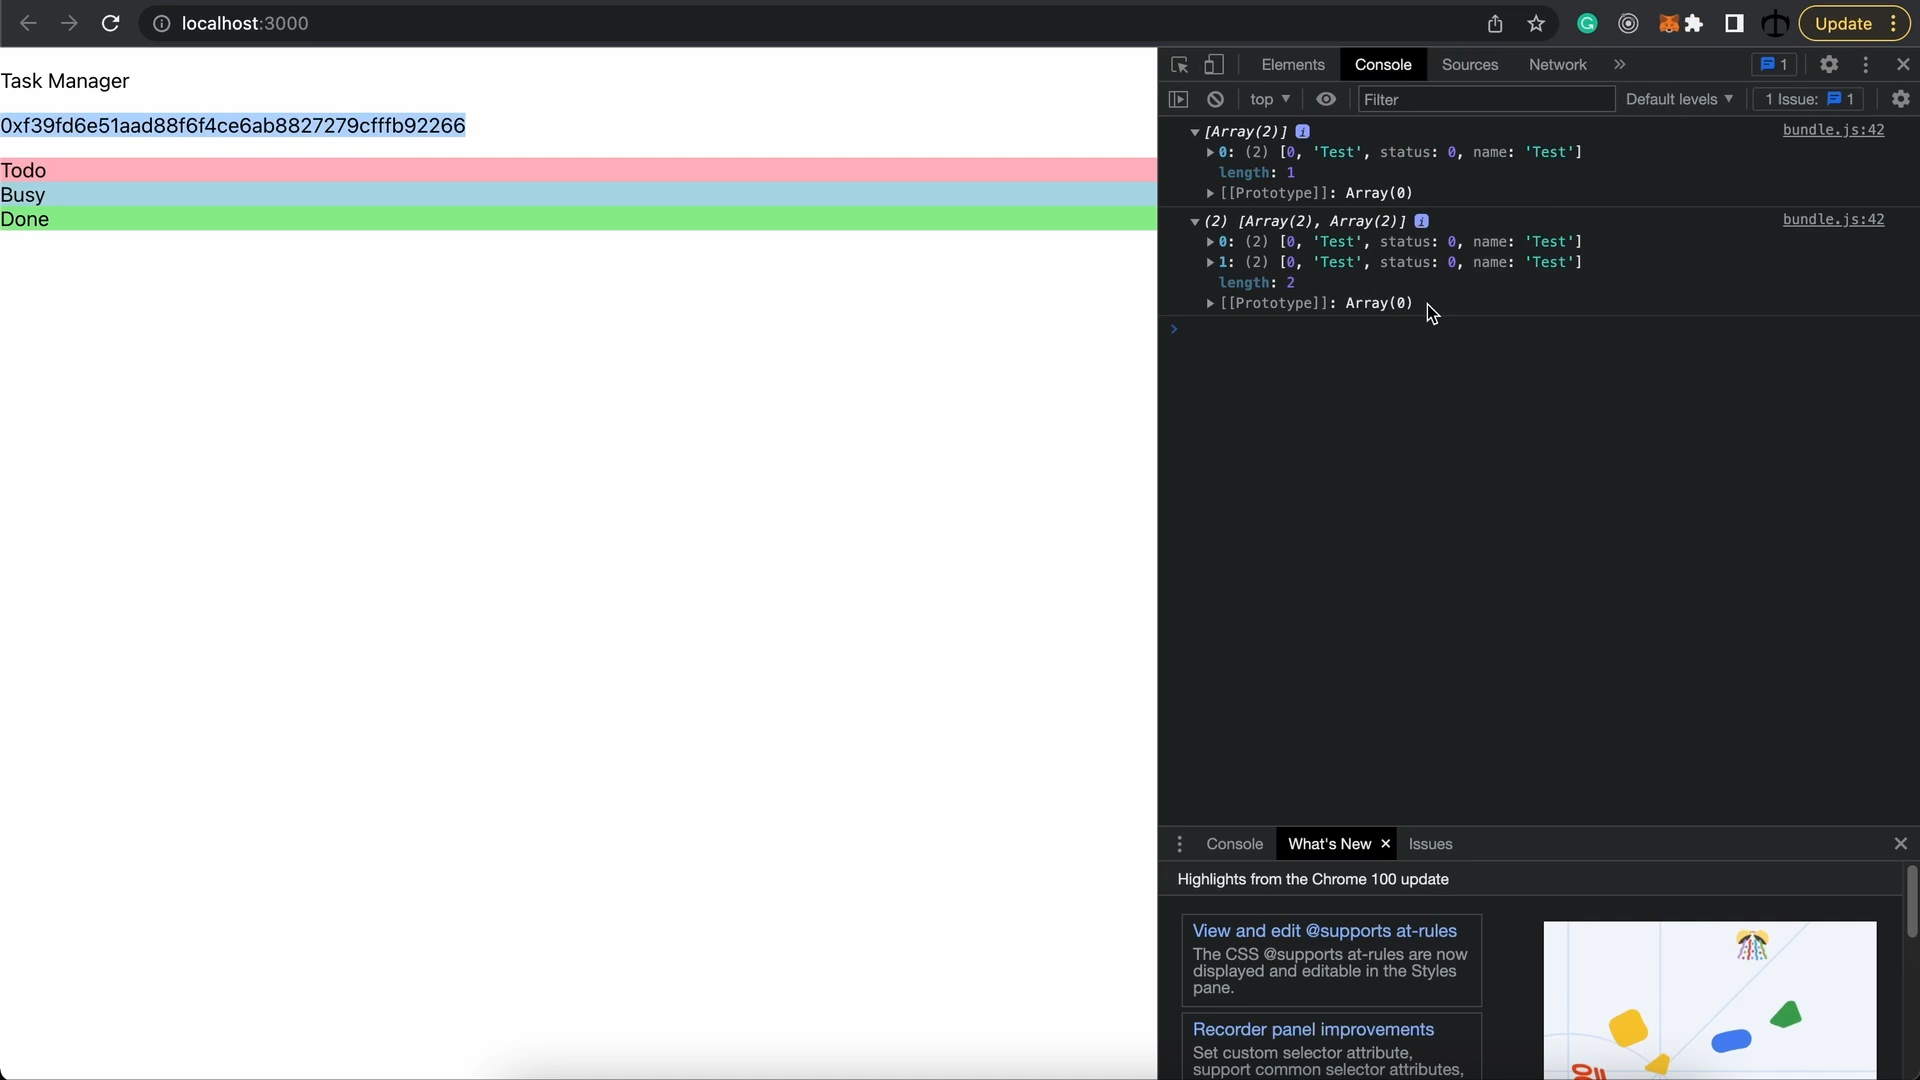 localhost:3000
Update
Task Manager
0xf39fd6e51aad88f6f4ce6ab8827279cfffb92266
Todo
Busy
Done
Elements Console Sources Network » 1
top Filter Default levels 1 Issue: 1
[Array(2)] i bundle.js:42
0: (2) [0, 'Test', status: 0, name: 'Test']
length: 1
[[Prototype]]: Array(0)
(2) [Array(2), Array(2)] i bundle.js:42
0: (2) [0, 'Test', status: 0, name: 'Test']
1: (2) [0, 'Test', status: 0, name: 'Test']
length: 2
[[Prototype]]: Array(0)
Console What's New Issues
Highlights from the Chrome 100 update
View and edit @supports at-rules
The CSS @supports at-rules are now
displayed and editable in the Styles
pane.
Recorder panel improvements
Set custom selector attribute,
support common selector attributes,